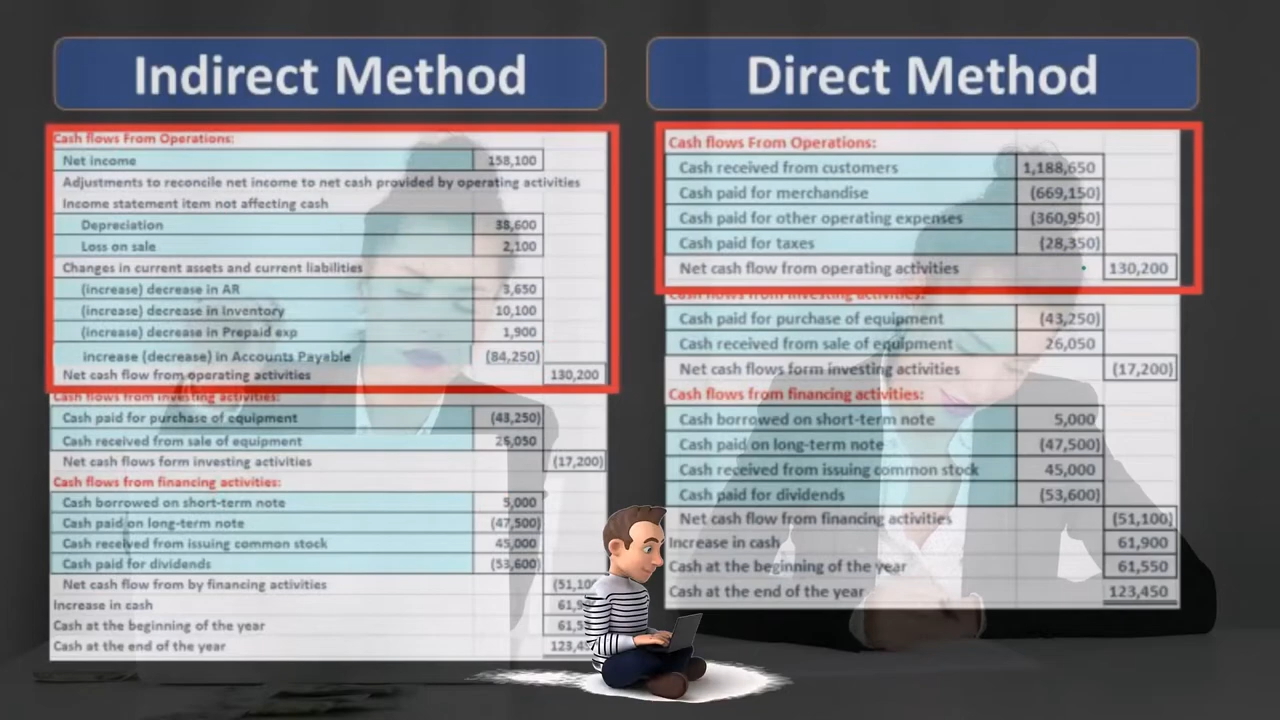 Indirect Method
Cash flows From Operations:
Net income 158,100
Adjustments to reconcile net income to net cash provided by operating activities
Income statement item not affecting cash
Depreciation 38,600
Loss on sale 2,100
Changes in current assets and current liabilities
(increase) decrease in AR 3,650
(increase) decrease in Inventory 10,100
(increase) decrease in Prepaid exp 1,900
increase (decrease) in Accounts Payable (84,250)
Net cash flow from operating activities 130,200
Cash flows from investing activities:
Cash paid for purchase of equipment (43,250)
Cash received from sale of equipment 26,050
Net cash flows form investing activities (17,200)
Cash flows from financing activities:
Cash borrowed on short-term note 5,000
Cash paid on long-term note (47,500)
Cash received from issuing common stock 45,000
Cash paid for dividends (53,600)
Net cash flow from by financing activities
Increase in cash
Cash at the beginning of the year
Cash at the end of the year
Direct Method
Cash flows From Operations:
Cash received from customers 1,188,650
Cash paid for merchandise (669,150)
Cash paid for other operating expenses (360,950)
Cash paid for taxes (28,350)
Net cash flow from operating activities 130,200
Cash flows from investing activities:
Cash paid for purchase of equipment (43,250)
Cash received from sale of equipment 26,050
Net cash flows form investing activities (17,200)
Cash flows from financing activities:
Cash borrowed on short-term note 5,000
Cash paid on long-term note (47,500)
Cash received from issuing common stock 45,000
Cash paid for dividends (53,600)
Net cash flow from financing activities (51,100)
Increase in cash 61,900
Cash at the beginning of the year 61,550
Cash at the end of the year 123,450